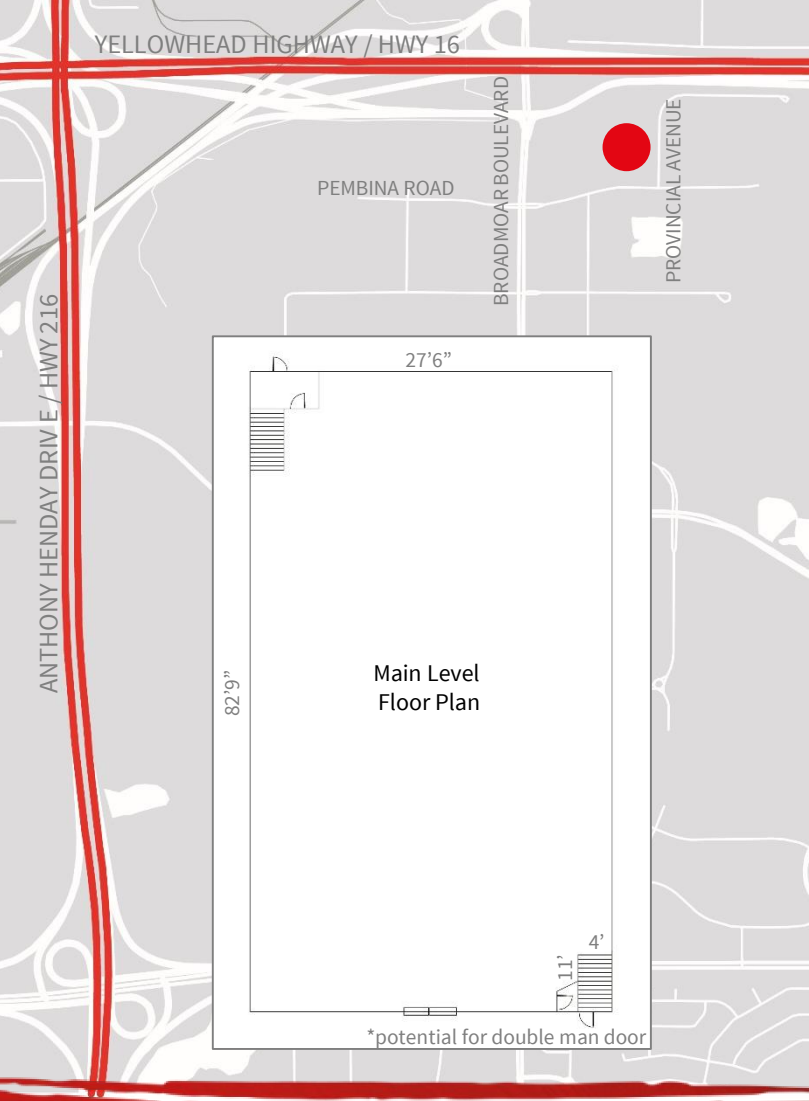 YELLOWHEAD HIGHWAY / HWY 16
BROADMOAR BOULEVARD
PROVINCIAL AVENUE
PEMBINA ROAD
ANTHONY HENDAY DRIVE / HWY 216
27’6”
82’9”
Main Level
Floor Plan
4’
11’
*potential for double man door